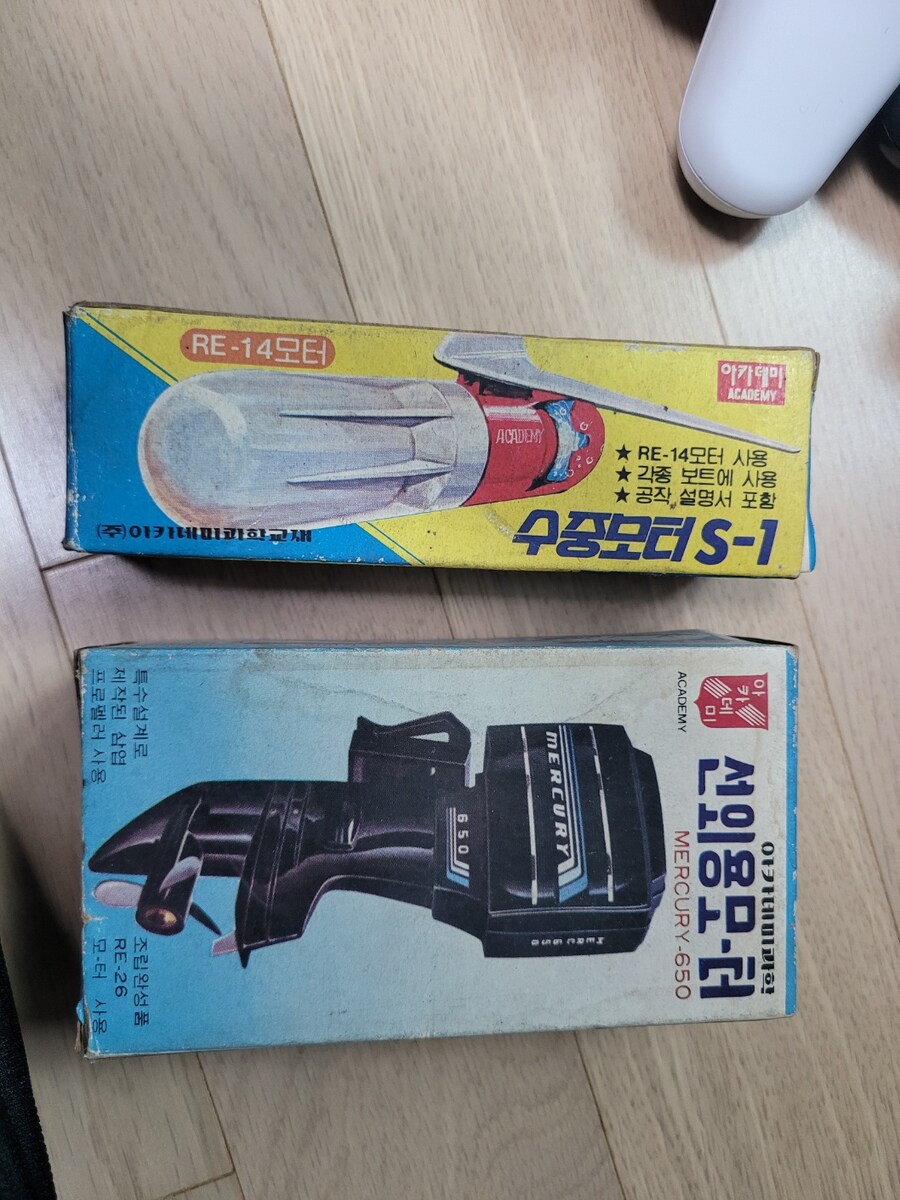 RE-14모터
아카데미
ACADEMY
ACADEMY
★ RE-14모터 사용
★ 각종 보트에 사용
★ 공작 설명서 포함
수중모터 S-1
(주)아카데미과학교재
아카데미
ACADEMY
아카데미과학
선외용모-터
MERCURY-650
MERCURY
650
MERC 650
특수설계로
제작된 삼엽
프로펠러 사용
조립완성품
RE-26
모-터 사용